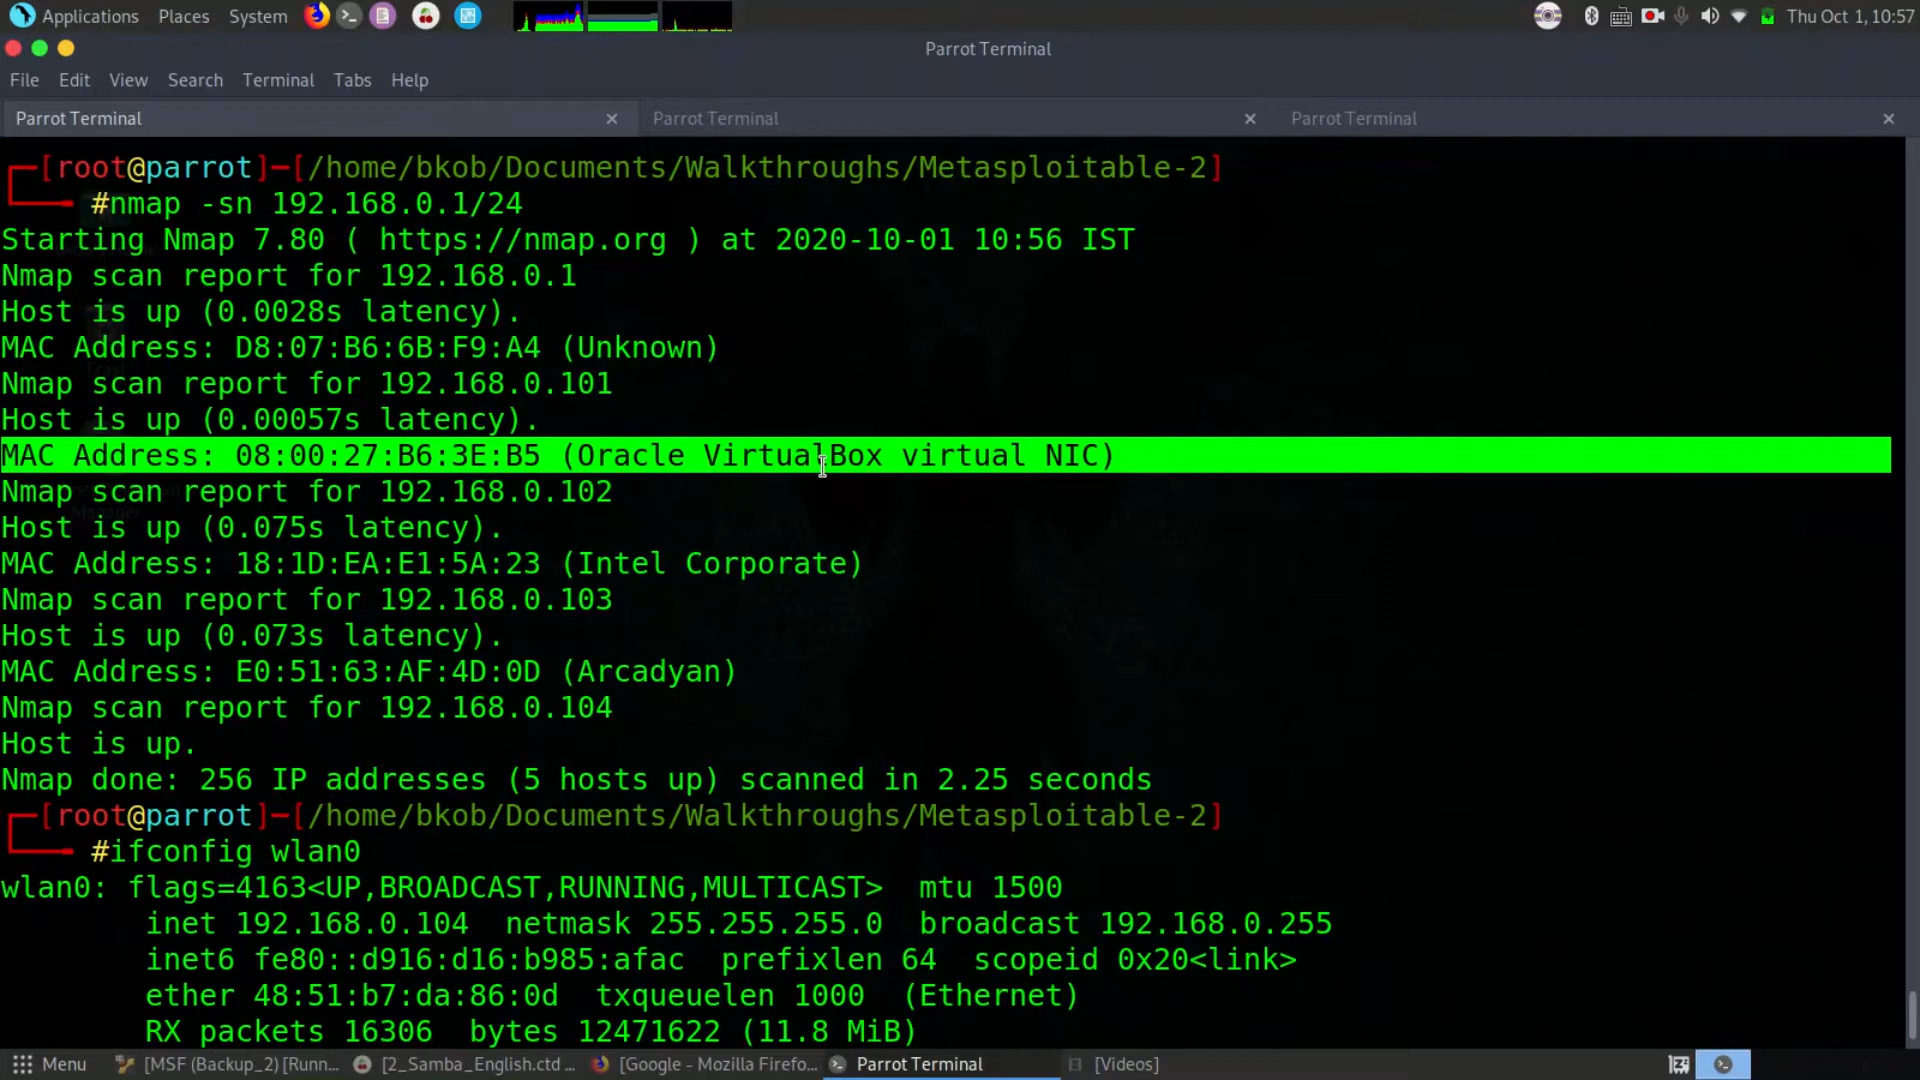 Applications Places System Thu Oct 1, 10:57
Parrot Terminal
File Edit View Search Terminal Tabs Help
Parrot Terminal × Parrot Terminal × Parrot Terminal ×
┌─[root@parrot]─[/home/bkob/Documents/Walkthroughs/Metasploitable-2]
└──╼ #nmap -sn 192.168.0.1/24
Starting Nmap 7.80 ( https://nmap.org ) at 2020-10-01 10:56 IST
Nmap scan report for 192.168.0.1
Host is up (0.0028s latency).
MAC Address: D8:07:B6:6B:F9:A4 (Unknown)
Nmap scan report for 192.168.0.101
Host is up (0.00057s latency).
MAC Address: 08:00:27:B6:3E:B5 (Oracle VirtualBox virtual NIC)
Nmap scan report for 192.168.0.102
Host is up (0.075s latency).
MAC Address: 18:1D:EA:E1:5A:23 (Intel Corporate)
Nmap scan report for 192.168.0.103
Host is up (0.073s latency).
MAC Address: E0:51:63:AF:4D:0D (Arcadyan)
Nmap scan report for 192.168.0.104
Host is up.
Nmap done: 256 IP addresses (5 hosts up) scanned in 2.25 seconds
┌─[root@parrot]─[/home/bkob/Documents/Walkthroughs/Metasploitable-2]
└──╼ #ifconfig wlan0
wlan0: flags=4163<UP,BROADCAST,RUNNING,MULTICAST>  mtu 1500
inet 192.168.0.104  netmask 255.255.255.0  broadcast 192.168.0.255
inet6 fe80::d916:d16:b985:afac  prefixlen 64  scopeid 0x20<link>
ether 48:51:b7:da:86:0d  txqueuelen 1000  (Ethernet)
RX packets 16306  bytes 12471622 (11.8 MiB)
Menu [MSF (Backup_2) [Runn... [2_Samba_English.ctd ... [Google - Mozilla Firefo... Parrot Terminal [Videos]